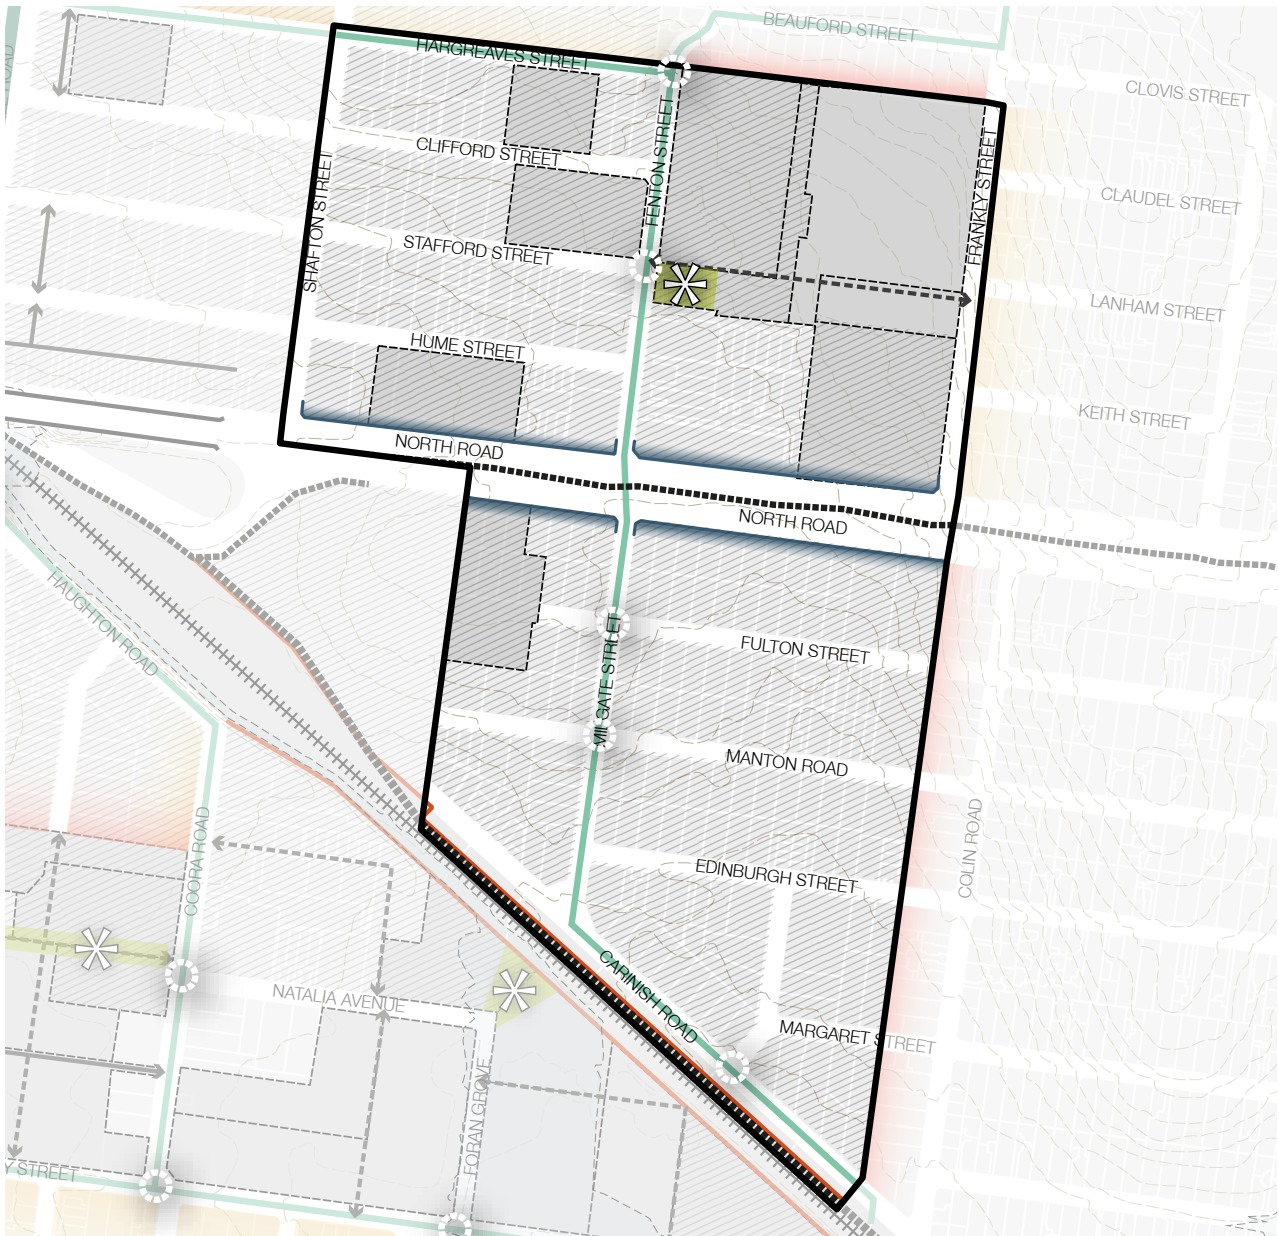 BEAUFORD STREET
HARGREAVES STREET
CLOVIS STREET
ROAD
CLIFFORD STREET
FENTON STREET
FRANKLY STREET
CLAUDEL STREET
SHAFTON STREET
STAFFORD STREET
LANHAM STREET
HUME STREET
KEITH STREET
NORTH ROAD
NORTH ROAD
HAUGHTON ROAD
FULTON STREET
MILGATE STREET
MANTON ROAD
COORA ROAD
COLIN ROAD
EDINBURGH STREET
CARINISH ROAD
NATALIA AVENUE
MARGARET STREET
FORAN GROVE
Y STREET